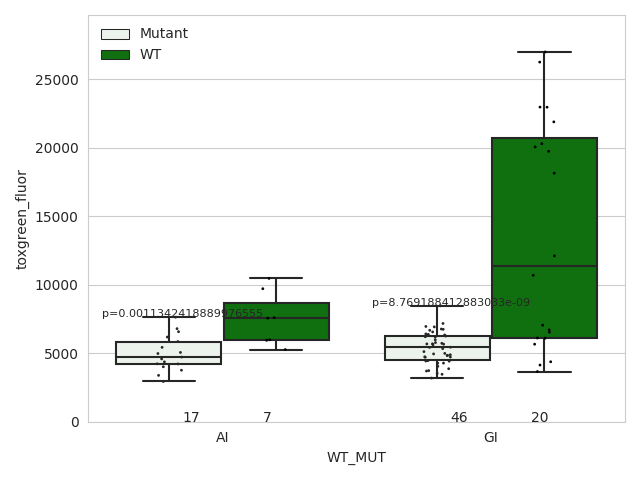 Mutant
WT
25000
20000
15000
10000
5000
0
toxgreen_fluor
p=0.0011342418889976555
p=8.769188412883033e-09
17
7
46
20
AI
GI
WT_MUT